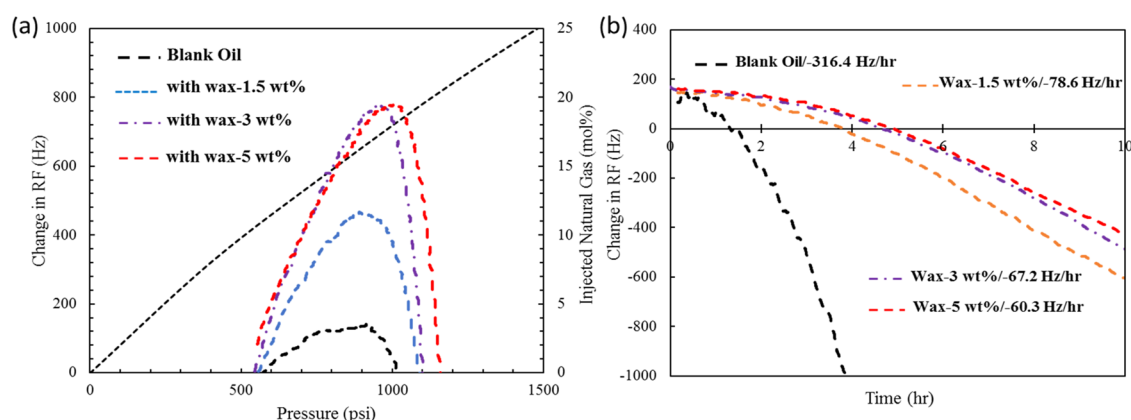 (a)
1000
800
600
400
200
0
Change in RF (Hz)
Blank Oil
with wax-1.5 wt%
with wax-3 wt%
with wax-5 wt%
25
20
15
10
5
0
Injected Natural Gas (mol%)
0
500
1000
1500
Pressure (psi)
(b)
400
200
0
-200
-400
-600
-800
-1000
Change in RF (Hz)
Blank Oil/-316.4 Hz/hr
Wax-1.5 wt%/-78.6 Hz/hr
0
2
4
6
8
10
Wax-3 wt%/-67.2 Hz/hr
Wax-5 wt%/-60.3 Hz/hr
Time (hr)